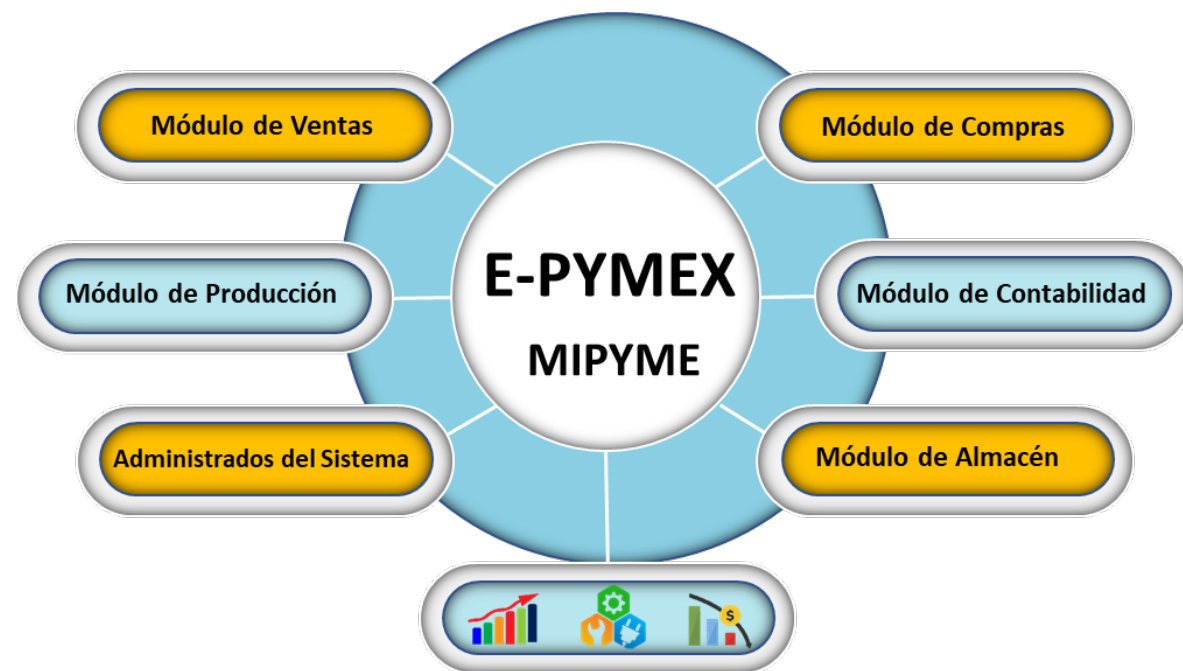 Módulo de Ventas
Módulo de Compras
E-PYMEX
MIPYME
Módulo de Producción
Módulo de Contabilidad
Administrados del Sistema
Módulo de Almacén
$